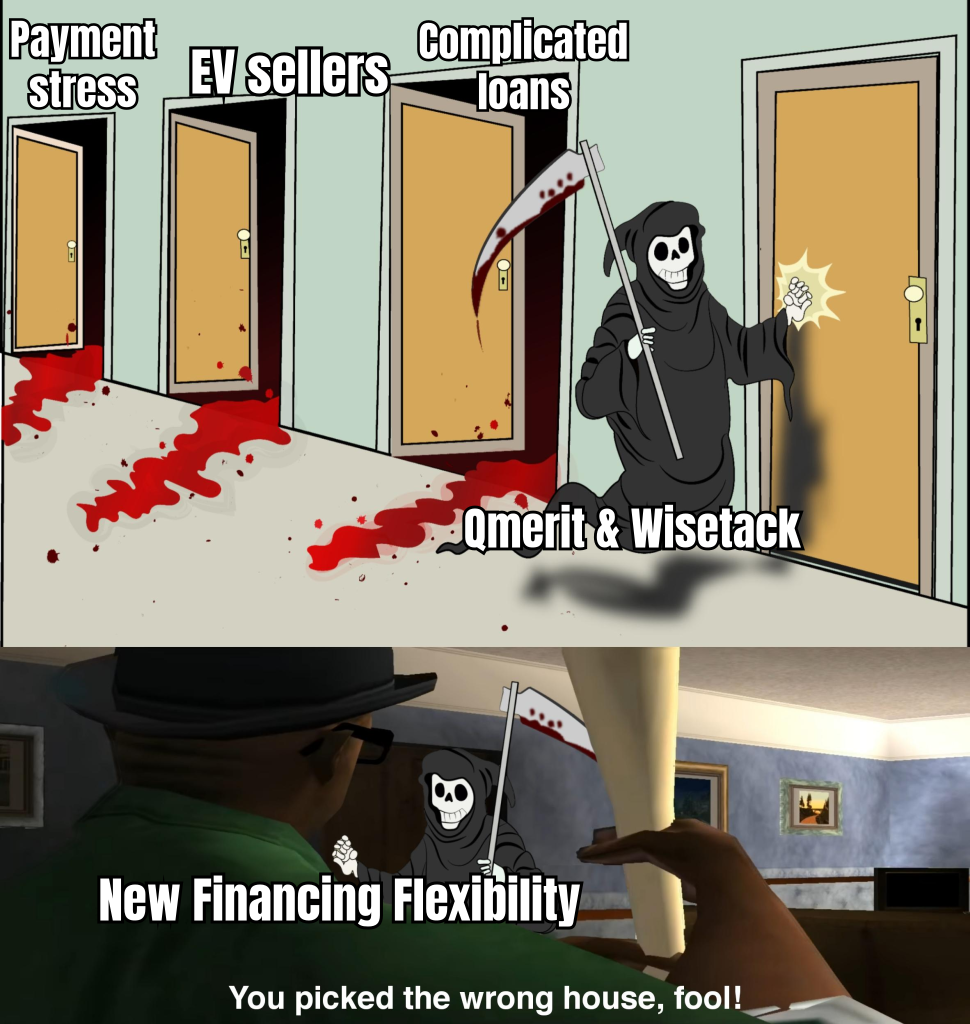 Payment
stress
EV sellers
Complicated
loans
Qmerit & Wisetack
New Financing Flexibility
You picked the wrong house, fool!